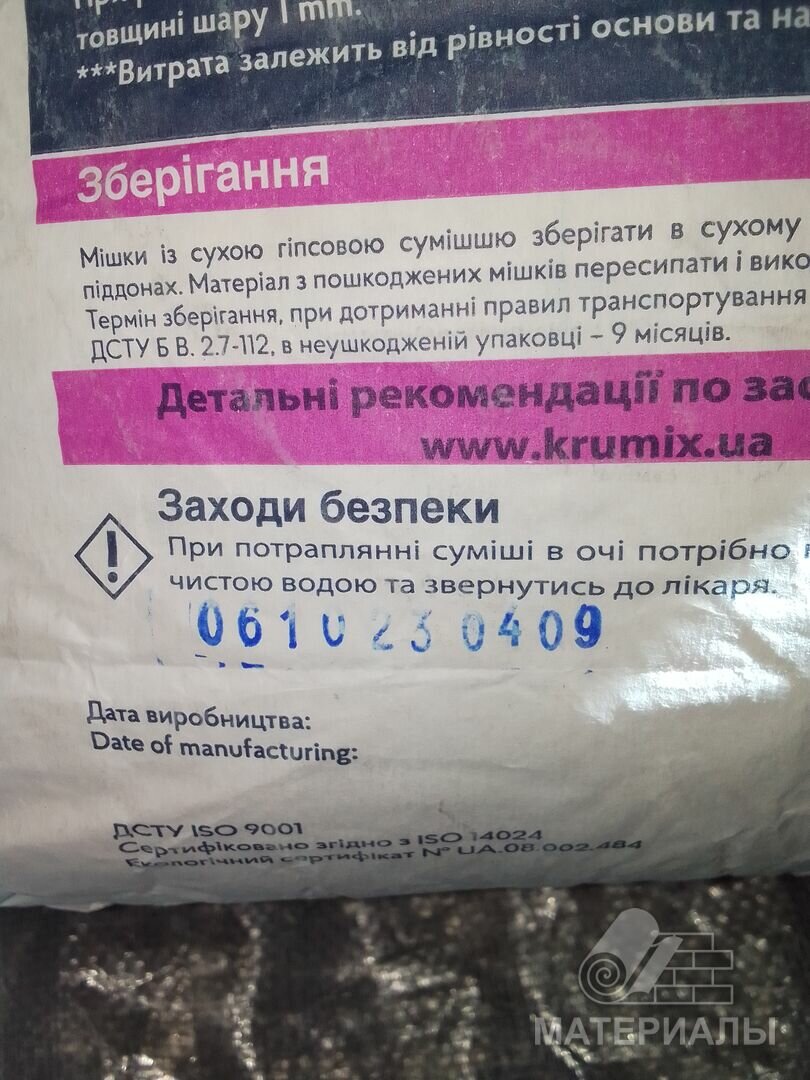 товщині шару 1 mm.
***Витрата залежить від рівності основи та
Зберігання
Мішки із сухою гіпсовою сумішшю зберігати в сухому
піддонах. Матеріал з пошкоджених мішків пересипати і
Термін зберігання, при дотриманні правил транспортування
ДСТУ Б В. 2.7-112, в неушкодженій упаковці – 9 місяців.
Детальні рекомендації по
www.krumix.ua
Заходи безпеки
При потраплянні суміші в очі потрібно
чистою водою та звернутись до лікаря.
061023 0409
Дата виробництва:
Date of manufacturing:
ДСТУ ISO 9001
Сертифіковано згідно з ISO 14024
Екологічний сертифікат № UA.08.002.484
МАТЕРИАЛЫ